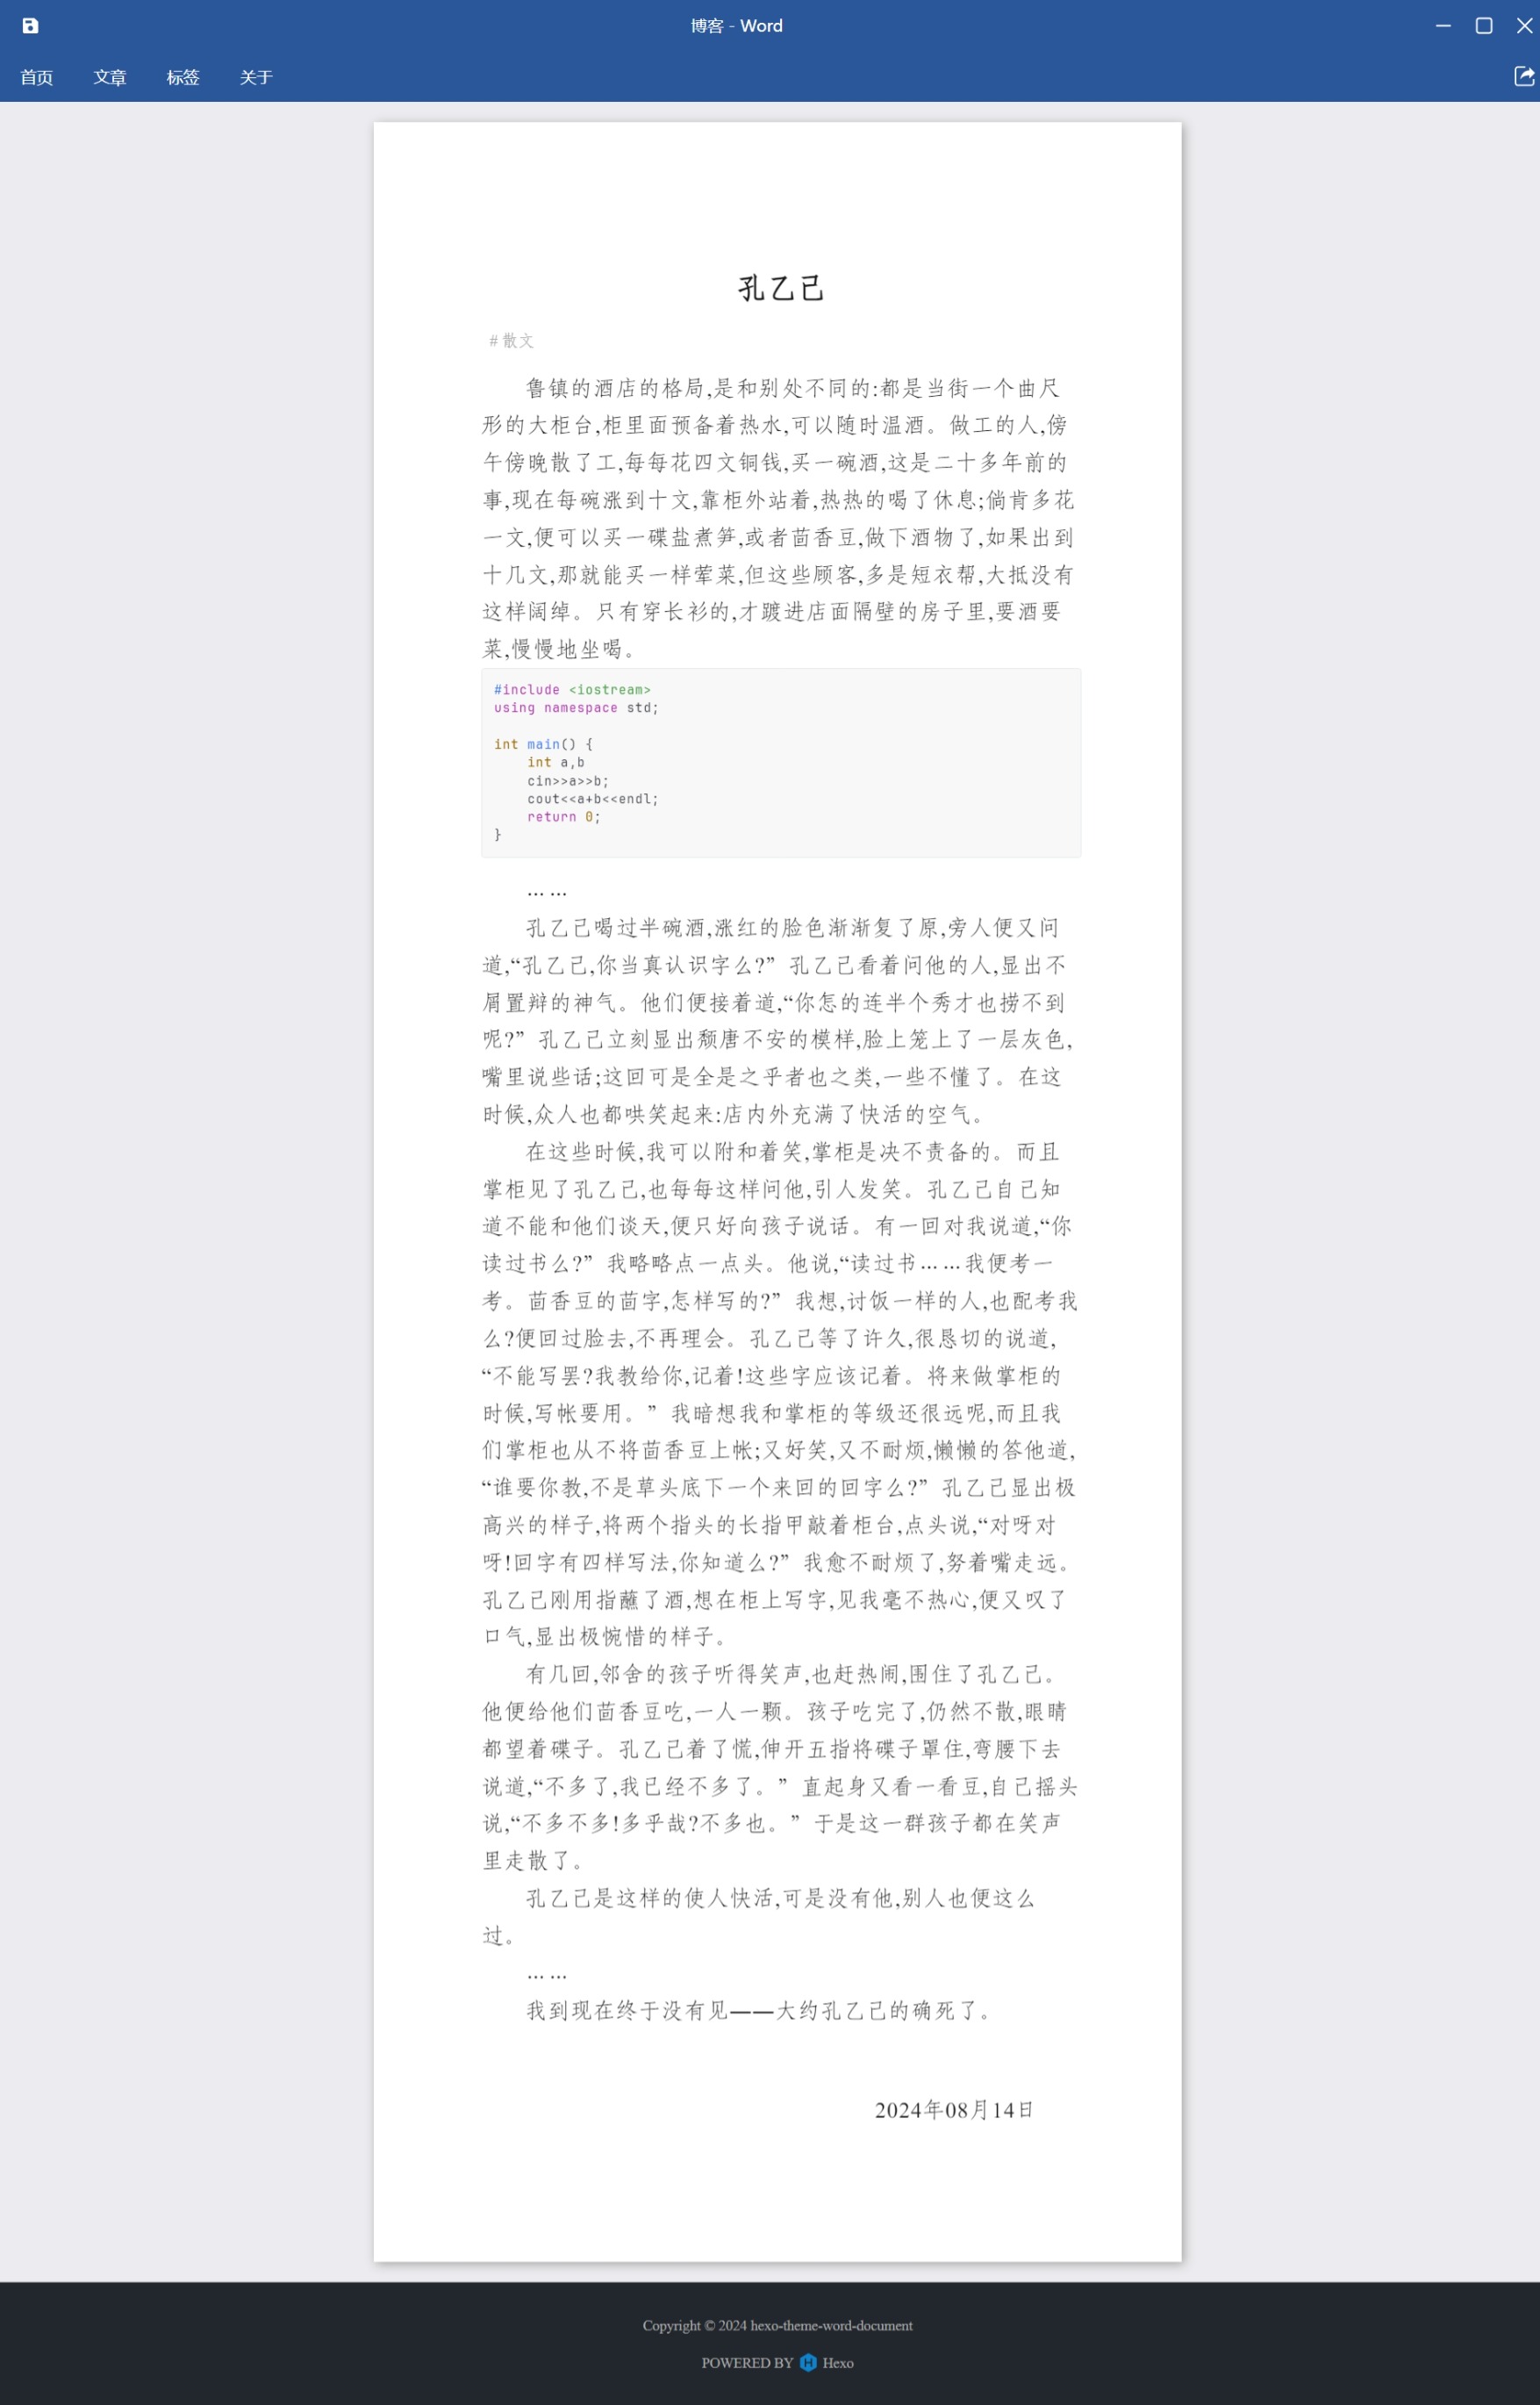 博客 - Word
首页 文章 标签 关于
孔乙己
# 散文
鲁镇的酒店的格局,是和别处不同的:都是当街一个曲尺
形的大柜台,柜里面预备着热水,可以随时温酒。做工的人,傍
午傍晚散了工,每每花四文铜钱,买一碗酒,这是二十多年前的
事,现在每碗涨到十文,靠柜外站着,热热的喝了休息;倘肯多花
一文,便可以买一碟盐煮笋,或者茴香豆,做下酒物了,如果出到
十几文,那就能买一样荤菜,但这些顾客,多是短衣帮,大抵没有
这样阔绰。只有穿长衫的,才踱进店面隔壁的房子里,要酒要
菜,慢慢地坐喝。
#include <iostream>
using namespace std;
int main() {
    int a,b
    cin>>a>>b;
    cout<<a+b<<endl;
    return 0;
}
……
孔乙己喝过半碗酒,涨红的脸色渐渐复了原,旁人便又问
道,“孔乙己,你当真认识字么?”孔乙己看着问他的人,显出不
屑置辩的神气。他们便接着道,“你怎的连半个秀才也捞不到
呢?”孔乙己立刻显出颓唐不安的模样,脸上笼上了一层灰色,
嘴里说些话;这回可是全是之乎者也之类,一些不懂了。在这
时候,众人也都哄笑起来:店内外充满了快活的空气。
在这些时候,我可以附和着笑,掌柜是决不责备的。而且
掌柜见了孔乙己,也每每这样问他,引人发笑。孔乙己自己知
道不能和他们谈天,便只好向孩子说话。有一回对我说道,“你
读过书么?”我略略点一点头。他说,“读过书……我便考一
考。茴香豆的茴字,怎样写的?”我想,讨饭一样的人,也配考我
么?便回过脸去,不再理会。孔乙己等了许久,很恳切的说道,
“不能写罢?我教给你,记着!这些字应该记着。将来做掌柜的
时候,写帐要用。”我暗想我和掌柜的等级还很远呢,而且我
们掌柜也从不将茴香豆上帐;又好笑,又不耐烦,懒懒的答他道,
“谁要你教,不是草头底下一个来回的回字么?”孔乙己显出极
高兴的样子,将两个指头的长指甲敲着柜台,点头说,“对呀对
呀!回字有四样写法,你知道么?”我愈不耐烦了,努着嘴走远。
孔乙己刚用指蘸了酒,想在柜上写字,见我毫不热心,便又叹了
口气,显出极惋惜的样子。
有几回,邻舍的孩子听得笑声,也赶热闹,围住了孔乙己。
他便给他们茴香豆吃,一人一颗。孩子吃完了,仍然不散,眼睛
都望着碟子。孔乙己着了慌,伸开五指将碟子罩住,弯腰下去
说道,“不多了,我已经不多了。”直起身又看一看豆,自己摇头
说,“不多不多!多乎哉?不多也。”于是这一群孩子都在笑声
里走散了。
孔乙己是这样的使人快活,可是没有他,别人也便这么
过。
……
我到现在终于没有见——大约孔乙己的确死了。
2024年08月14日
Copyright © 2024 hexo-theme-word-document
POWERED BY Hexo